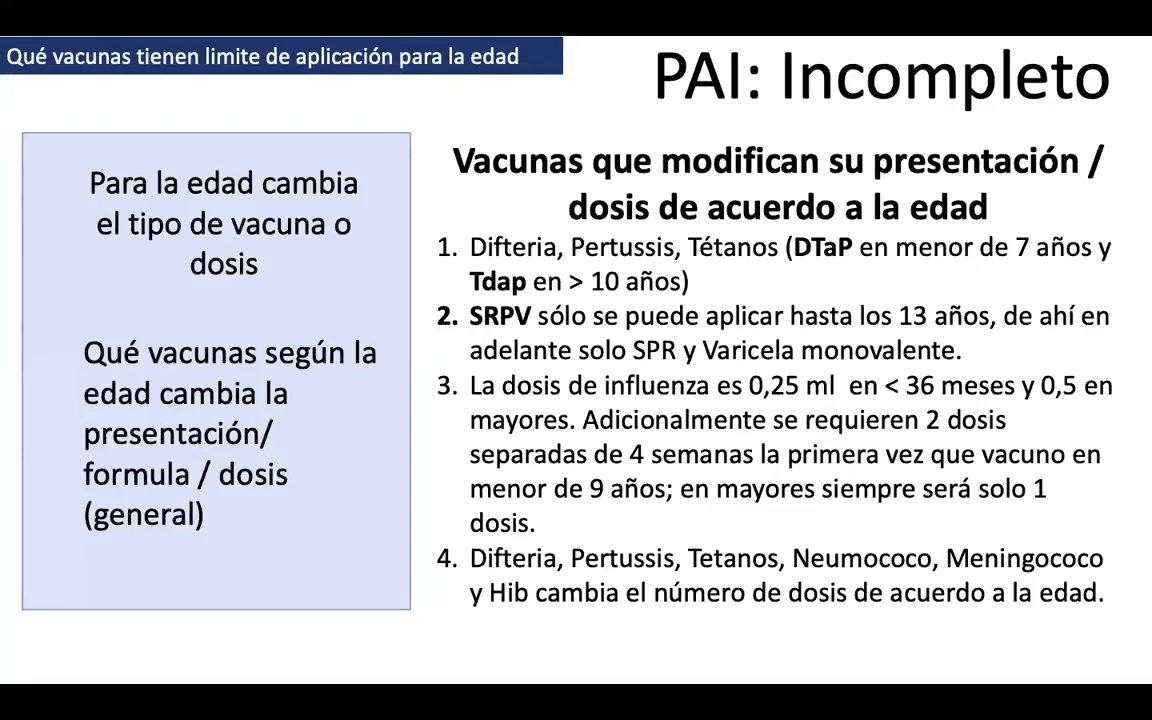 Qué vacunas tienen limite de aplicación para la edad
PAI: Incompleto
Para la edad cambia
el tipo de vacuna o
dosis
Qué vacunas según la
edad cambia la
presentación/
formula / dosis
(general)
Vacunas que modifican su presentación /
dosis de acuerdo a la edad
1. Difteria, Pertussis, Tétanos (DTaP en menor de 7 años y
Tdap en > 10 años)
2. SRPV sólo se puede aplicar hasta los 13 años, de ahí en
adelante solo SPR y Varicela monovalente.
3. La dosis de influenza es 0,25 ml en < 36 meses y 0,5 en
mayores. Adicionalmente se requieren 2 dosis
separadas de 4 semanas la primera vez que vacuno en
menor de 9 años; en mayores siempre será solo 1
dosis.
4. Difteria, Pertussis, Tetanos, Neumococo, Meningococo
y Hib cambia el número de dosis de acuerdo a la edad.